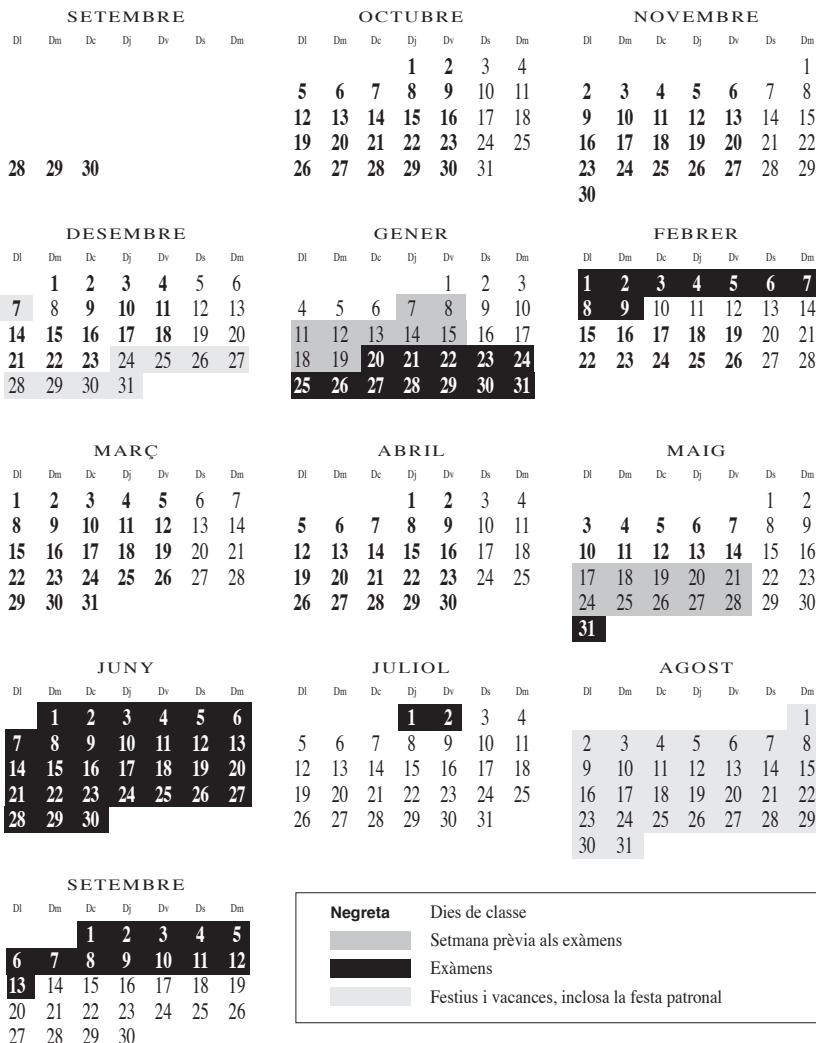 SETEMBRE
Dl Dm Dc Dj Dv Ds Dm
28 29 30
OCTUBRE
Dl Dm Dc Dj Dv Ds Dm
1 2 3 4
5 6 7 8 9 10 11
12 13 14 15 16 17 18
19 20 21 22 23 24 25
26 27 28 29 30 31
NOVEMBRE
Dl Dm Dc Dj Dv Ds Dm
1
2 3 4 5 6 7 8
9 10 11 12 13 14 15
16 17 18 19 20 21 22
23 24 25 26 27 28 29
30
DESEMBRE
Dl Dm Dc Dj Dv Ds Dm
1 2 3 4 5 6
7 8 9 10 11 12 13
14 15 16 17 18 19 20
21 22 23 24 25 26 27
28 29 30 31
GENER
Dl Dm Dc Dj Dv Ds Dm
1 2 3
4 5 6 7 8 9 10
11 12 13 14 15 16 17
18 19 20 21 22 23 24
25 26 27 28 29 30 31
FEBRER
Dl Dm Dc Dj Dv Ds Dm
1 2 3 4 5 6 7
8 9 10 11 12 13 14
15 16 17 18 19 20 21
22 23 24 25 26 27 28
MARÇ
Dl Dm Dc Dj Dv Ds Dm
1 2 3 4 5 6 7
8 9 10 11 12 13 14
15 16 17 18 19 20 21
22 23 24 25 26 27 28
29 30 31
ABRIL
Dl Dm Dc Dj Dv Ds Dm
1 2 3 4
5 6 7 8 9 10 11
12 13 14 15 16 17 18
19 20 21 22 23 24 25
26 27 28 29 30
MAIG
Dl Dm Dc Dj Dv Ds Dm
1 2
3 4 5 6 7 8 9
10 11 12 13 14 15 16
17 18 19 20 21 22 23
24 25 26 27 28 29 30
31
JUNY
Dl Dm Dc Dj Dv Ds Dm
1 2 3 4 5 6
7 8 9 10 11 12 13
14 15 16 17 18 19 20
21 22 23 24 25 26 27
28 29 30
JULIOL
Dl Dm Dc Dj Dv Ds Dm
1 2 3 4
5 6 7 8 9 10 11
12 13 14 15 16 17 18
19 20 21 22 23 24 25
26 27 28 29 30 31
AGOST
Dl Dm Dc Dj Dv Ds Dm
1
2 3 4 5 6 7 8
9 10 11 12 13 14 15
16 17 18 19 20 21 22
23 24 25 26 27 28 29
30 31
SETEMBRE
Dl Dm Dc Dj Dv Ds Dm
1 2 3 4 5
6 7 8 9 10 11 12
13 14 15 16 17 18 19
20 21 22 23 24 25 26
27 28 29 30
Negreta Dies de classe
Setmana prèvia als exàmens
Exàmens
Festius i vacances, inclosa la festa patronal